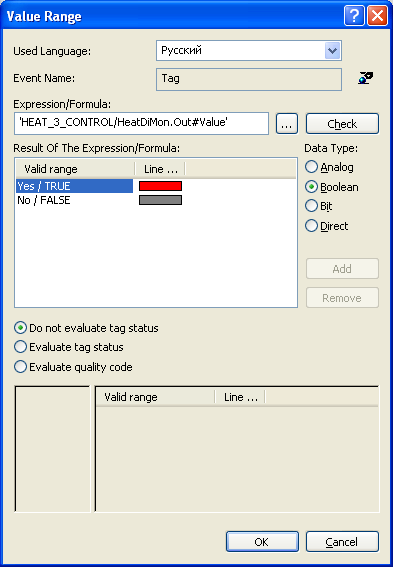 Value Range
Used Language: Русский
Event Name: Tag
Expression/Formula:
'HEAT_3_CONTROL/HeatDiMon.Out#Value' ... Check
Result Of The Expression/Formula: Data Type:
Valid range Line ... Analog
Yes / TRUE Boolean
No / FALSE Bit
Direct
Add
Remove
Do not evaluate tag status
Evaluate tag status
Evaluate quality code
Valid range Line ...
OK Cancel